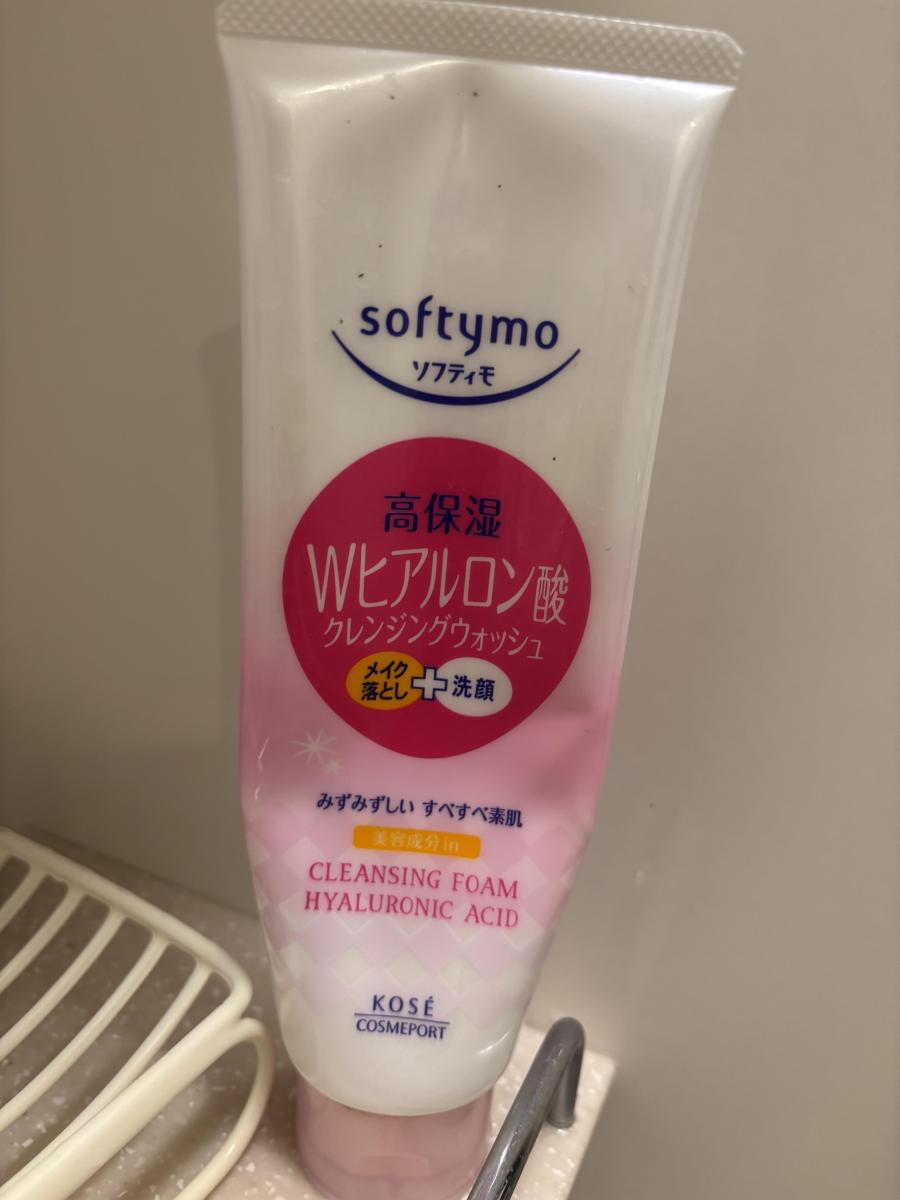 softymo
ソフティモ
高保湿
Wヒアルロン酸
クレンジングウォッシュ
メイク
落とし
+
洗顔
みずみずしい すべすべ素肌
美容成分in
CLEANSING FOAM
HYALURONIC ACID
KOSÉ
COSMEPORT